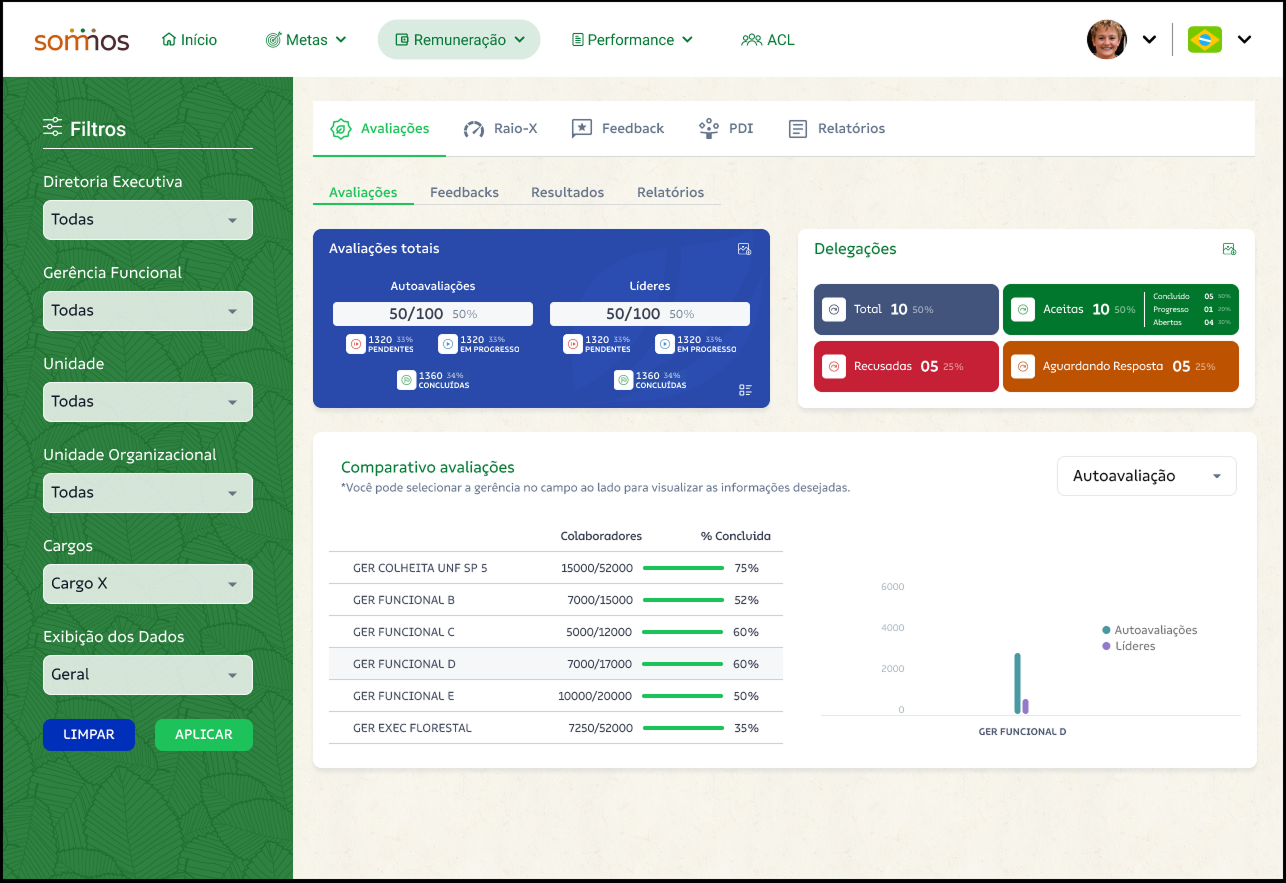 sommos
Início
Metas
Remuneração
Performance
ACL
Filtros
Diretoria Executiva
Todas
Gerência Funcional
Todas
Unidade
Todas
Unidade Organizacional
Todas
Cargos
Cargo X
Exibição dos Dados
Geral
LIMPAR
APLICAR
Avaliações
Raio-X
Feedback
PDI
Relatórios
Avaliações
Feedbacks
Resultados
Relatórios
Avaliações totais
Autoavaliações
50/100 50%
1320 33%
PENDENTES
1320 33%
EM PROGRESSO
1360 34%
CONCLUÍDAS
Líderes
50/100 50%
1320 33%
PENDENTES
1320 33%
EM PROGRESSO
1360 34%
CONCLUÍDAS
Delegações
Total 10 50%
Aceitas 10 50%
Concluído 05 50%
Progresso 01 20%
Abertas 04 30%
Recusadas 05 25%
Aguardando Resposta 05 25%
Comparativo avaliações
*Você pode selecionar a gerência no campo ao lado para visualizar as informações desejadas.
Autoavaliação
Colaboradores % Concluida
GER COLHEITA UNF SP 5 15000/52000 75%
GER FUNCIONAL B 7000/15000 52%
GER FUNCIONAL C 5000/12000 60%
GER FUNCIONAL D 7000/17000 60%
GER FUNCIONAL E 10000/20000 50%
GER EXEC FLORESTAL 7250/52000 35%
6000
4000
2000
0
GER FUNCIONAL D
Autoavaliações
Líderes